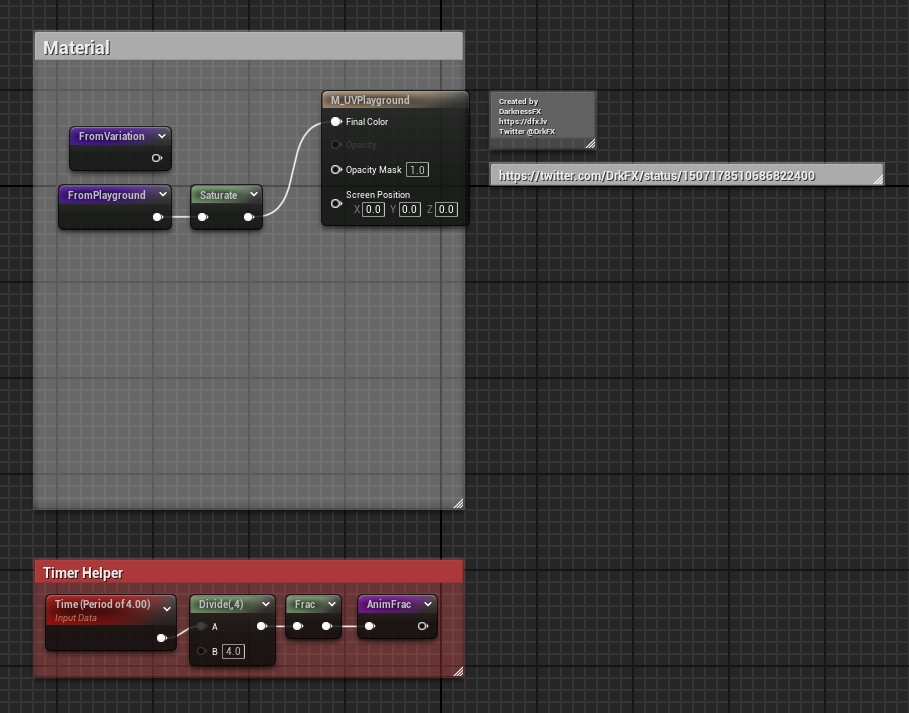 Material
M_UVPlayground
Final Color
Opacity
Opacity Mask 1.0
Screen Position
X 0.0 Y 0.0 Z 0.0
FromVariation
FromPlayground
Saturate
Created by
DarknessFX
https://dfx.lv
Twitter @DrkFX
https://twitter.com/DrkFX/status/1507178510686822400
Timer Helper
Time (Period of 4.00)
Input Data
Divide(,4)
A
B 4.0
Frac
AnimFrac